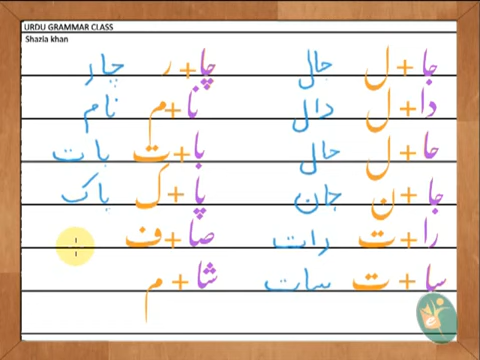 URDU GRAMMAR CLASS
Shazia khan
جا + ل جال چا + ر چار
دا + ل دال نا + م نام
حا + ل حال با + ت بات
جا + ن جان پا + ک پاک
را + ت رات صا + ف
سا + ت سات شا + م